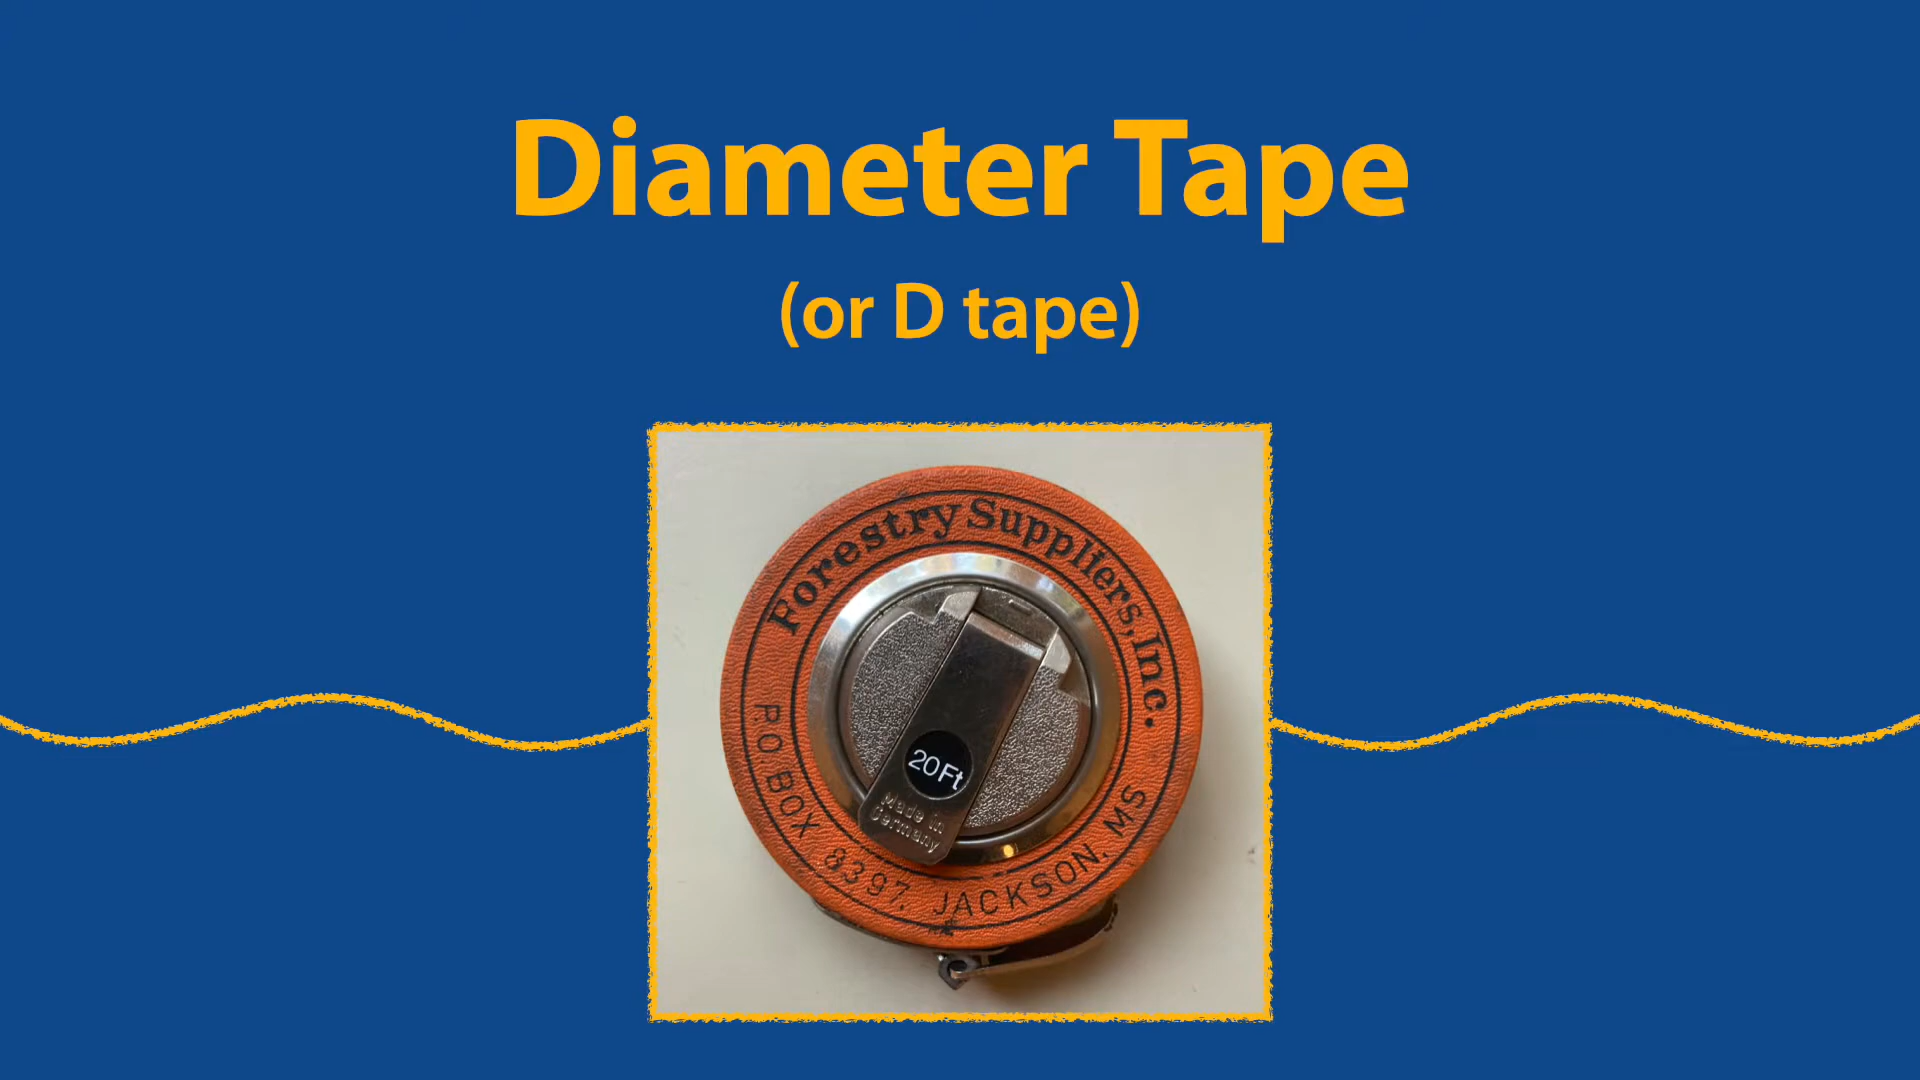 Diameter Tape
(or D tape)
Forestry Suppliers, Inc.
20Ft
Made in
Germany
P.O. BOX 8397, JACKSON, MS